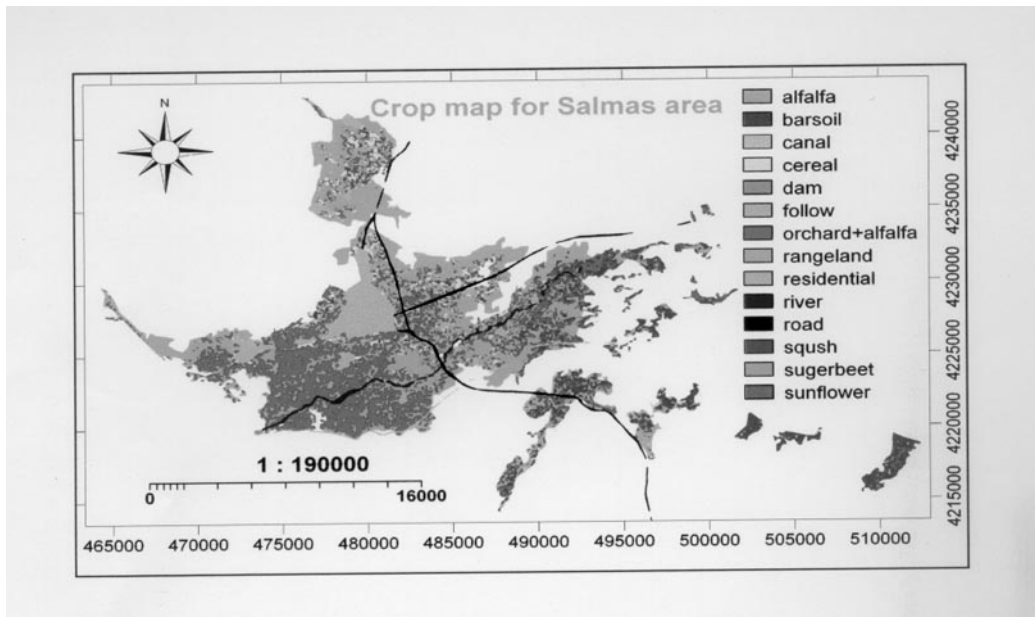 N
Crop map for Salmas area
alfalfa
barsoil
canal
cereal
dam
follow
orchard+alfalfa
rangeland
residential
river
road
sqush
sugerbeet
sunflower
1 : 190000
0 16000
465000 470000 475000 480000 485000 490000 495000 500000 505000 510000
4240000
4235000
4230000
4225000
4220000
4215000